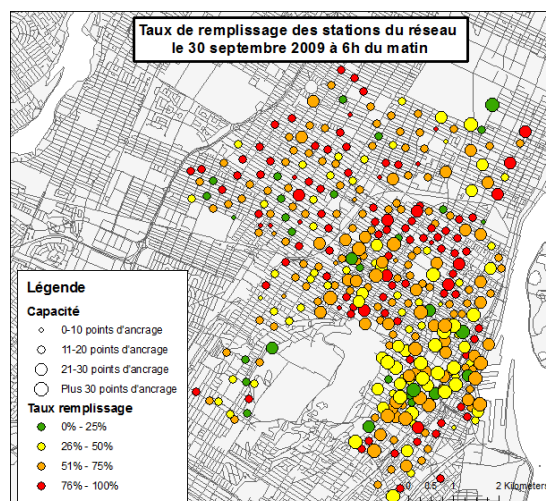 Taux de remplissage des stations du réseau
le 30 septembre 2009 à 6h du matin
Légende
Capacité
0-10 points d'ancrage
11-20 points d'ancrage
21-30 points d'ancrage
Plus 30 points d'ancrage
Taux remplissage
0% - 25%
26% - 50%
51% - 75%
76% - 100%
0 0.5 1 2 Kilometers